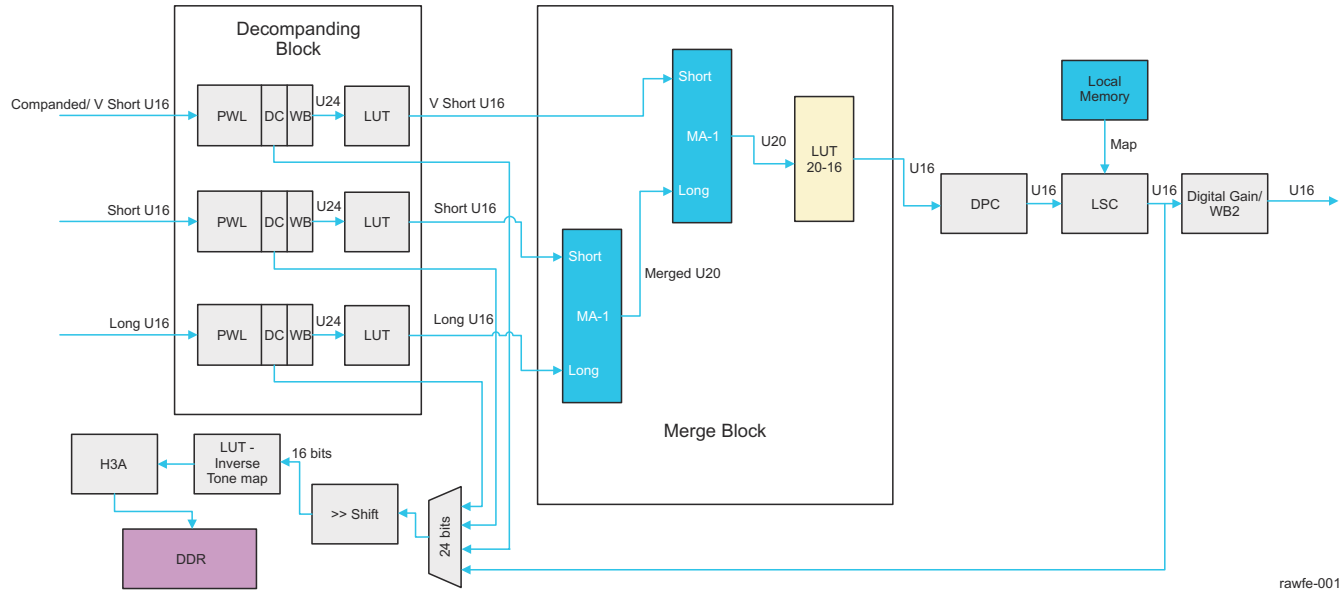 Decompanding
Block
Companded/ V Short U16
PWL
DC
WB
U24
LUT
V Short U16
Short U16
PWL
DC
WB
U24
LUT
Short U16
Long U16
PWL
DC
WB
U24
LUT
Long U16
Short
MA-1
Long
Merged U20
Short
MA-1
Long
U20
LUT
20-16
Merge Block
U16
DPC
U16
Local
Memory
Map
LSC
U16
Digital Gain/
WB2
U16
H3A
LUT -
Inverse
Tone map
16 bits
>> Shift
24 bits
DDR
rawfe-001